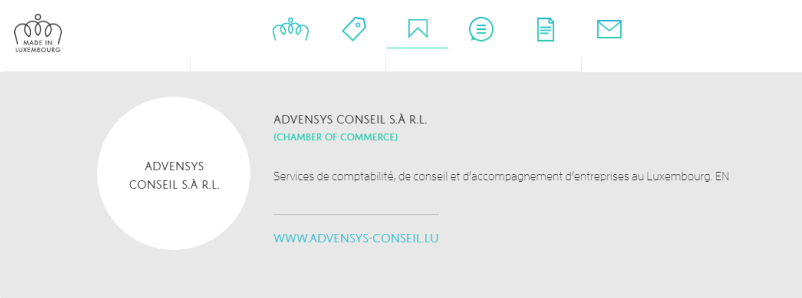 MADE IN
LUXEMBOURG
ADVENSYS
CONSEIL S.À R.L.
ADVENSYS CONSEIL S.À R.L.
(CHAMBER OF COMMERCE)
Services de comptabilité, de conseil et d'accompagnement d'entreprises au Luxembourg. EN
WWW.ADVENSYS-CONSEIL.LU